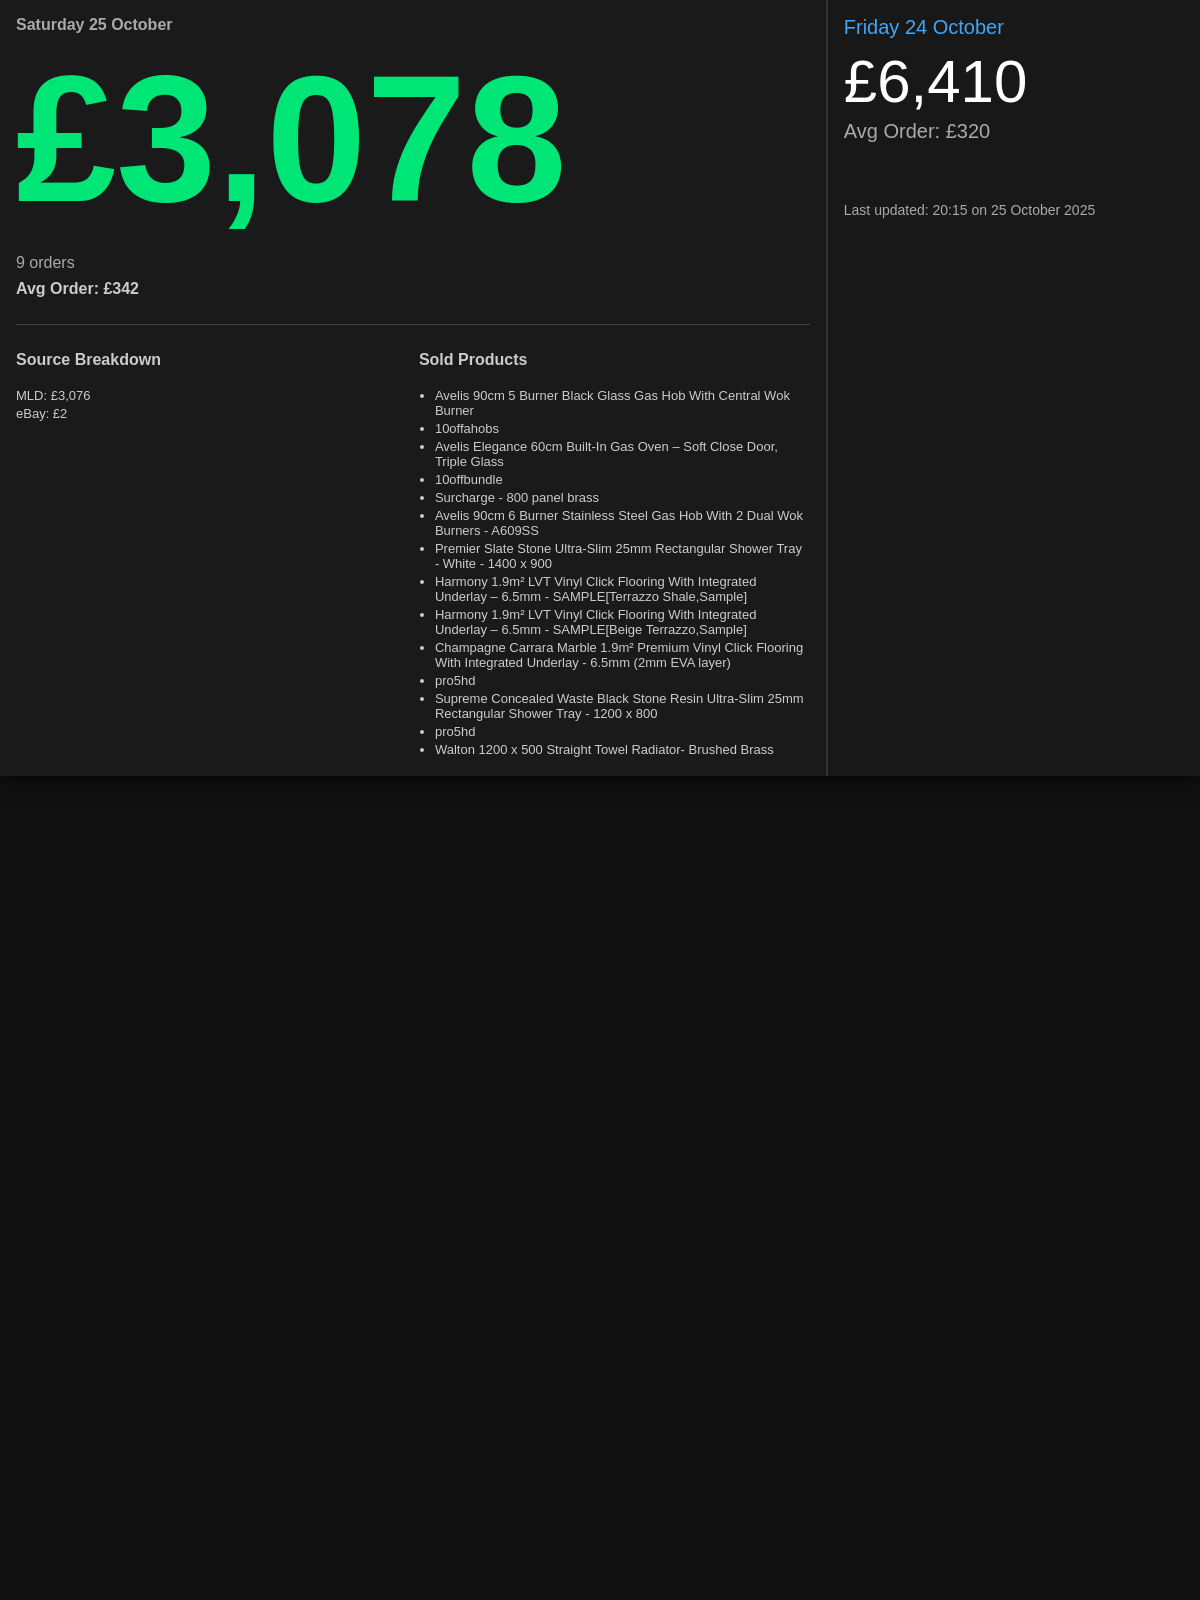 Saturday 25 October
£3,078
9 orders
Avg Order: £342
Source Breakdown
MLD: £3,076
eBay: £2
Sold Products
• Avelis 90cm 5 Burner Black Glass Gas Hob With Central Wok
Burner
• 10offahobs
• Avelis Elegance 60cm Built-In Gas Oven – Soft Close Door,
Triple Glass
• 10offbundle
• Surcharge - 800 panel brass
• Avelis 90cm 6 Burner Stainless Steel Gas Hob With 2 Dual Wok
Burners - A609SS
• Premier Slate Stone Ultra-Slim 25mm Rectangular Shower Tray
- White - 1400 x 900
• Harmony 1.9m² LVT Vinyl Click Flooring With Integrated
Underlay – 6.5mm - SAMPLE[Terrazzo Shale,Sample]
• Harmony 1.9m² LVT Vinyl Click Flooring With Integrated
Underlay – 6.5mm - SAMPLE[Beige Terrazzo,Sample]
• Champagne Carrara Marble 1.9m² Premium Vinyl Click Flooring
With Integrated Underlay - 6.5mm (2mm EVA layer)
• pro5hd
• Supreme Concealed Waste Black Stone Resin Ultra-Slim 25mm
Rectangular Shower Tray - 1200 x 800
• pro5hd
• Walton 1200 x 500 Straight Towel Radiator- Brushed Brass
Friday 24 October
£6,410
Avg Order: £320
Last updated: 20:15 on 25 October 2025